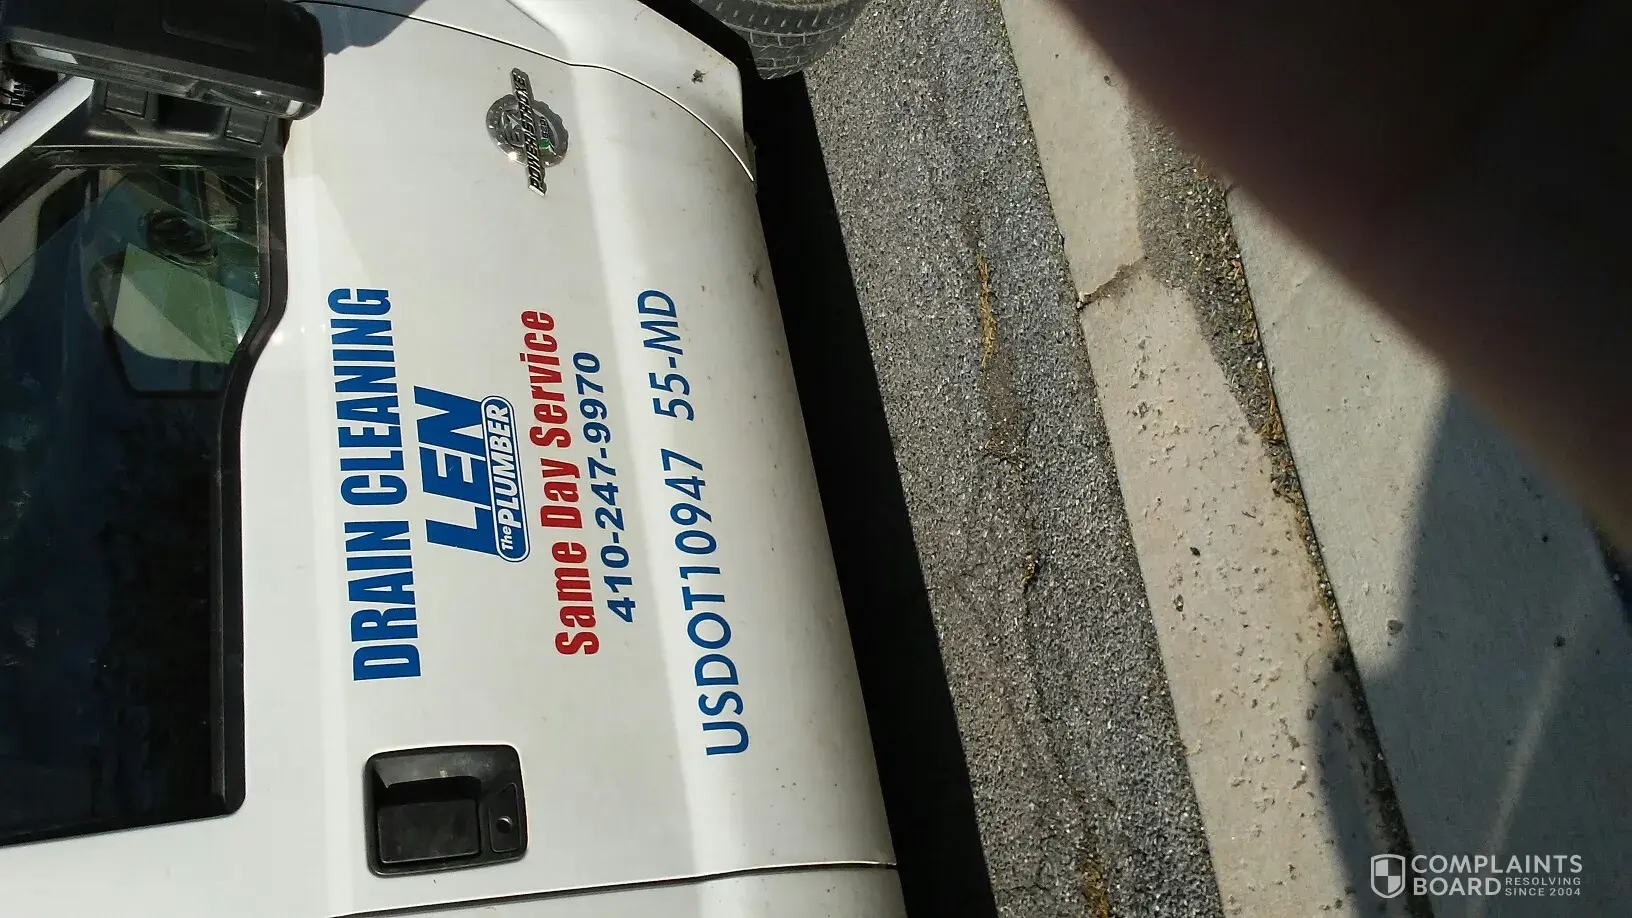 POWERSTROKE
DRAIN CLEANING
LEN
The PLUMBER
Same Day Service
410-247-9970
USDOT10947 55-MD
COMPLAINTS
BOARD RESOLVING
SINCE 2004